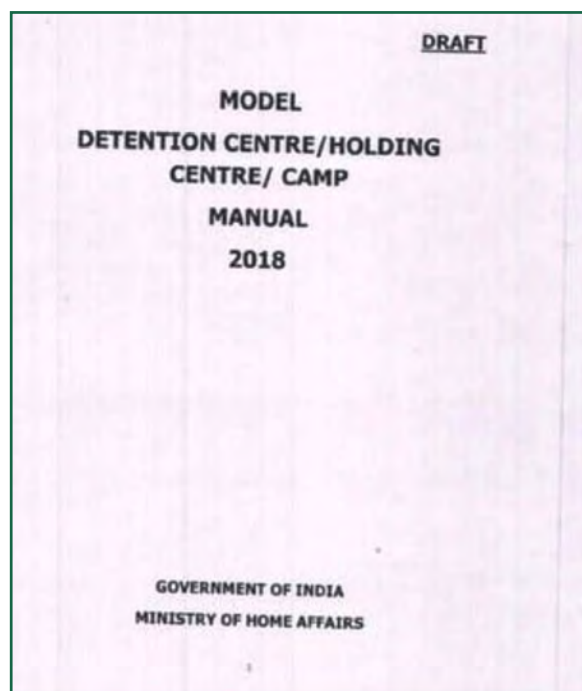 DRAFT
MODEL
DETENTION CENTRE/HOLDING
CENTRE/ CAMP
MANUAL
2018
GOVERNMENT OF INDIA
MINISTRY OF HOME AFFAIRS